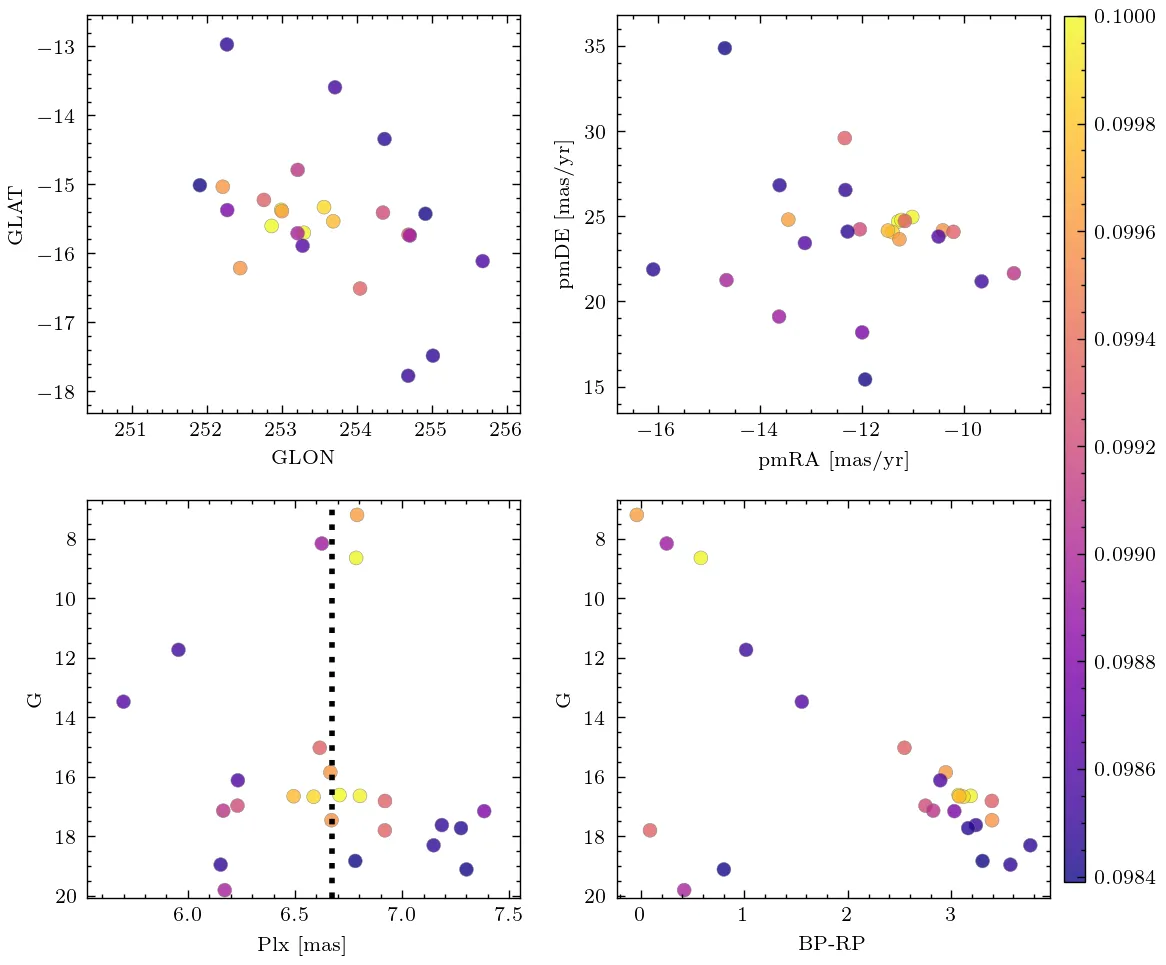 −13
−14
−15
−16
−17
−18
GLAT
251 252 253 254 255 256
GLON
35
30
25
20
15
pmDE [mas/yr]
−16 −14 −12 −10
pmRA [mas/yr]
0.1000
0.0998
0.0996
0.0994
0.0992
0.0990
0.0988
0.0986
0.0984
8
10
12
14
16
18
20
G
6.0 6.5 7.0 7.5
Plx [mas]
8
10
12
14
16
18
20
G
0 1 2 3
BP-RP